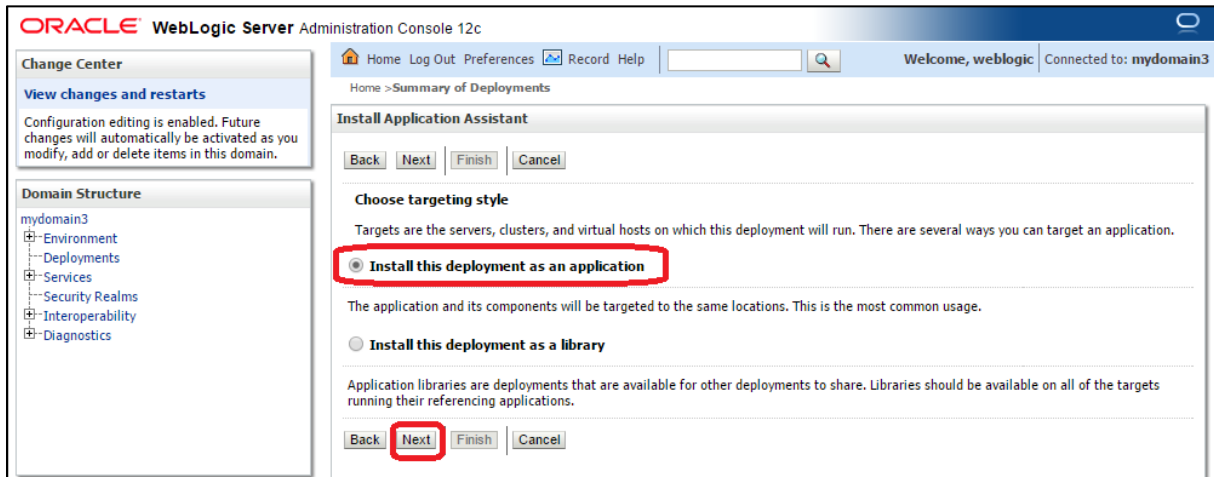 ORACLE WebLogic Server Administration Console 12c
Change Center
View changes and restarts
Configuration editing is enabled. Future
changes will automatically be activated as you
modify, add or delete items in this domain.
Domain Structure
mydomain3
Environment
Deployments
Services
Security Realms
Interoperability
Diagnostics
Home Log Out Preferences Record Help
Welcome, weblogic Connected to: mydomain3
Home >Summary of Deployments
Install Application Assistant
Back Next Finish Cancel
Choose targeting style
Targets are the servers, clusters, and virtual hosts on which this deployment will run. There are several ways you can target an application.
Install this deployment as an application
The application and its components will be targeted to the same locations. This is the most common usage.
Install this deployment as a library
Application libraries are deployments that are available for other deployments to share. Libraries should be available on all of the targets
running their referencing applications.
Back Next Finish Cancel